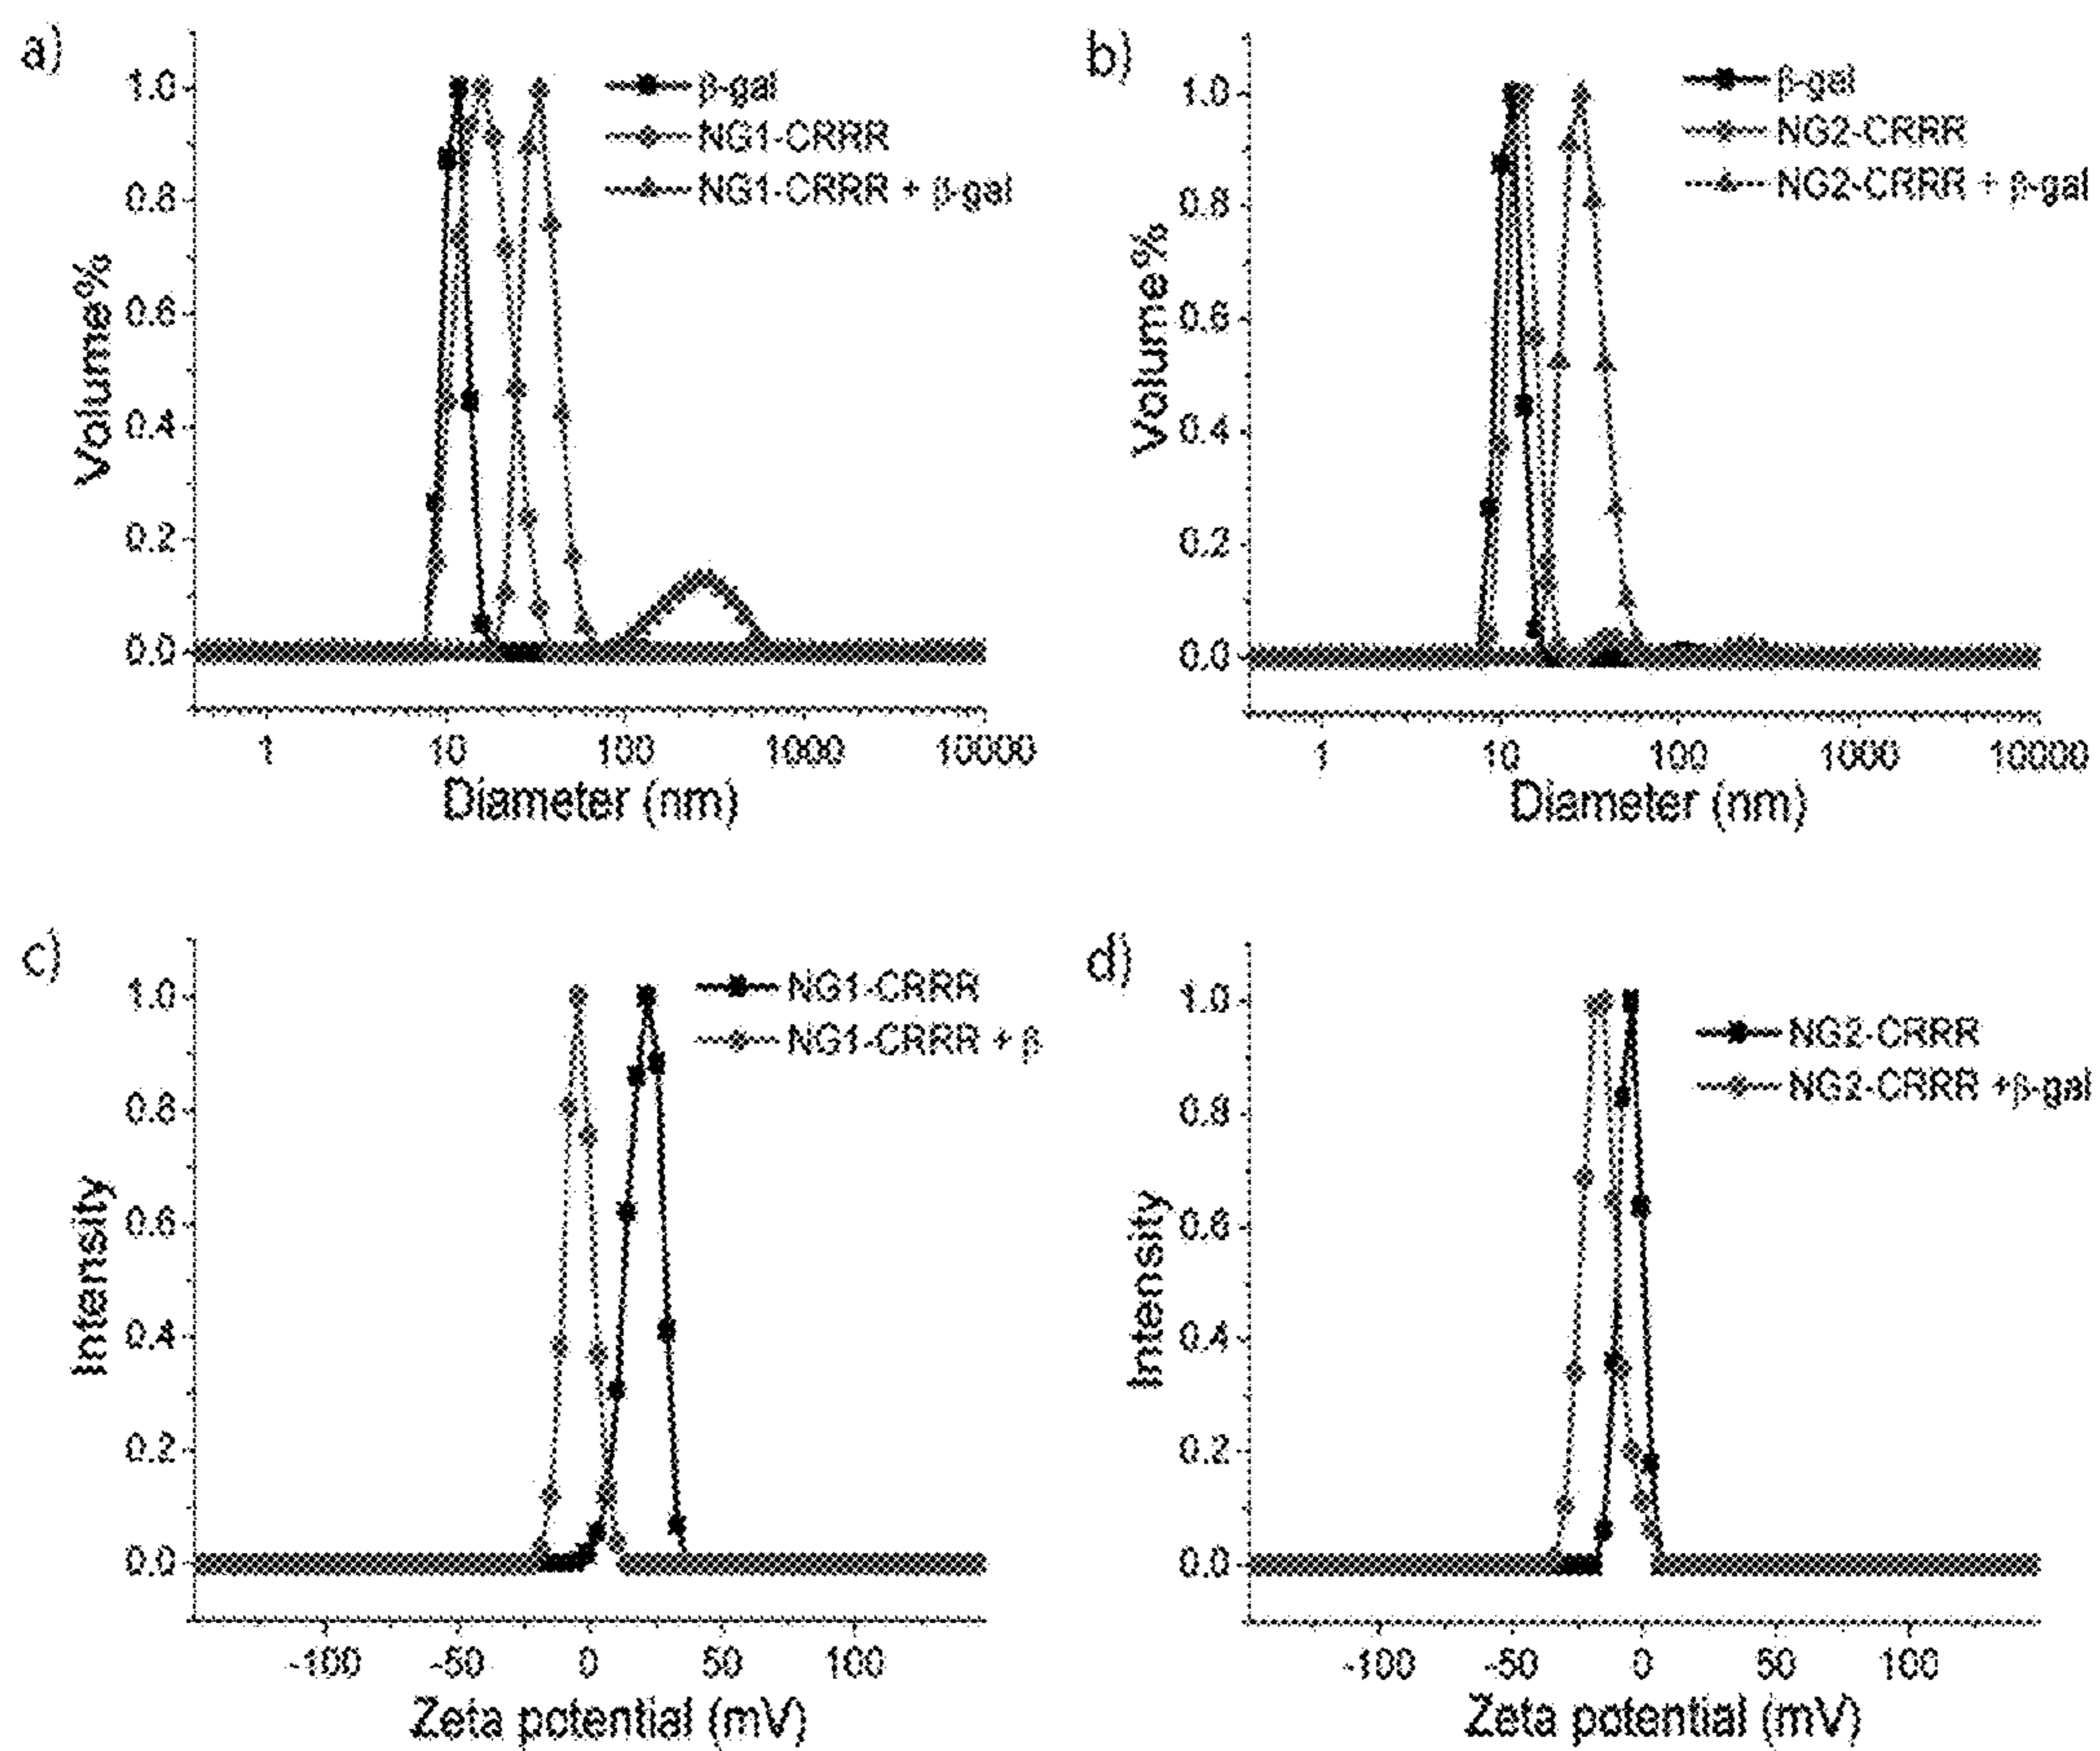 a)
β-gal
NG1-CRRR
NG1-CRRR + β-gal
Volume%
1.0
0.8
0.6
0.4
0.2
0.0
1 10 100 1000 10000
Diameter (nm)
b)
β-gal
NG2-CRRR
NG2-CRRR + β-gal
Volume%
1.0
0.8
0.6
0.4
0.2
0.0
1 10 100 1000 10000
Diameter (nm)
c)
NG1-CRRR
NG1-CRRR + β
Intensity
1.0
0.8
0.6
0.4
0.2
0.0
-100 -50 0 50 100
Zeta potential (mV)
d)
NG2-CRRR
NG2-CRRR +β-gal
Intensity
1.0
0.8
0.6
0.4
0.2
0.0
-100 -50 0 50 100
Zeta potential (mV)